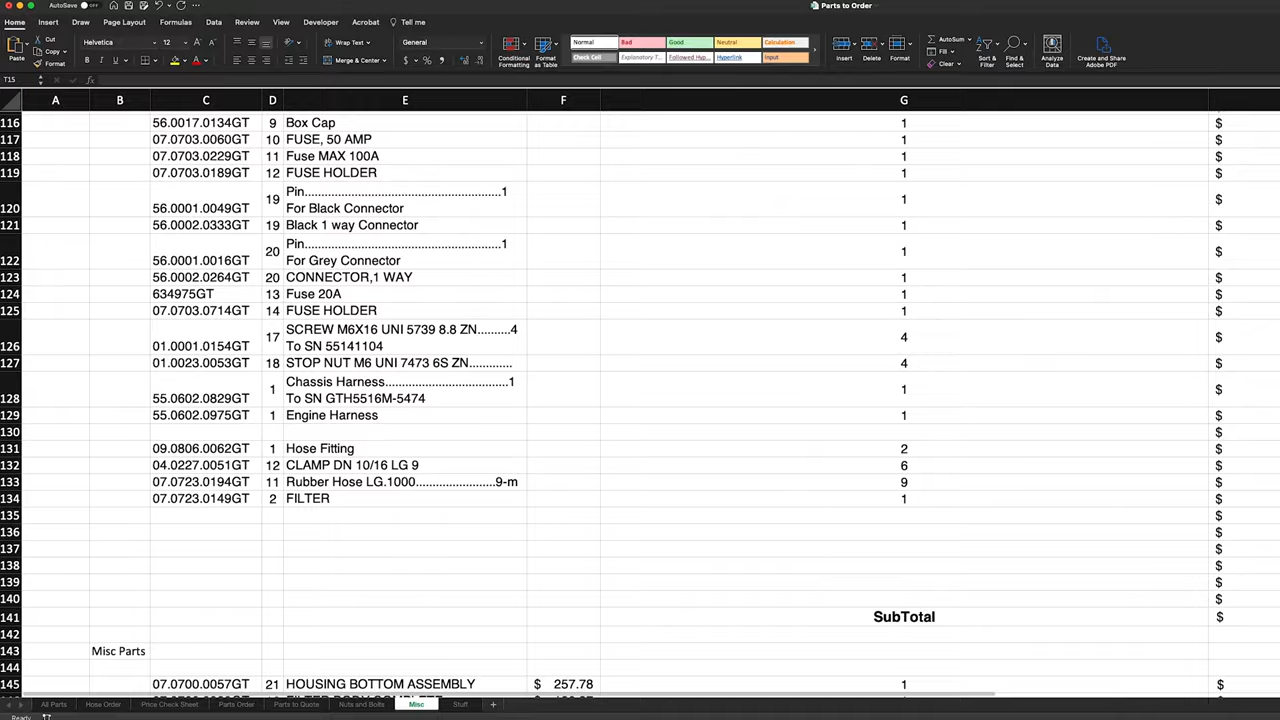 AutoSave OFF
Parts to Order
Home Insert Draw Page Layout Formulas Data Review View Developer Acrobat Tell me
Paste
Cut
Copy
Format
Helvetica 12
B I U
Wrap Text
Merge & Center
General
Conditional Formatting
Format as Table
Normal Bad Good Neutral Calculation
Check Cell Explanatory T... Followed Hyp... Hyperlink Input
Insert Delete Format
AutoSum
Fill
Clear
Sort & Filter
Find & Select
Analyze Data
Create and Share Adobe PDF
T15 fx
A B C D E F G
116 56.0017.0134GT 9 Box Cap 1 $
117 07.0703.0060GT 10 FUSE, 50 AMP 1 $
118 07.0703.0229GT 11 Fuse MAX 100A 1 $
119 07.0703.0189GT 12 FUSE HOLDER 1 $
Pin...........................................................1
120 56.0001.0049GT 19 For Black Connector 1 $
121 56.0002.0333GT 19 Black 1 way Connector 1 $
Pin...........................................................1
122 56.0001.0016GT 20 For Grey Connector 1 $
123 56.0002.0264GT 20 CONNECTOR,1 WAY 1 $
124 634975GT 13 Fuse 20A 1 $
125 07.0703.0714GT 14 FUSE HOLDER 1 $
SCREW M6X16 UNI 5739 8.8 ZN..........4
126 01.0001.0154GT 17 To SN 55141104 4 $
127 01.0023.0053GT 18 STOP NUT M6 UNI 7473 6S ZN............. 4 $
Chassis Harness.....................................1
128 55.0602.0829GT 1 To SN GTH5516M-5474 1 $
129 55.0602.0975GT 1 Engine Harness 1 $
130 $
131 09.0806.0062GT 1 Hose Fitting 2 $
132 04.0227.0051GT 12 CLAMP DN 10/16 LG 9 6 $
133 07.0723.0194GT 11 Rubber Hose LG.1000........................9-m 9 $
134 07.0723.0149GT 2 FILTER 1 $
135 $
136 $
137 $
138 $
139 $
140 $
141 SubTotal $
142
143 Misc Parts
144
145 07.0700.0057GT 21 HOUSING BOTTOM ASSEMBLY $ 257.78 1 $
All Parts Hose Order Price Check Sheet Parts Order Parts to Quote Nuts and Bolts Misc Stuff +
Ready